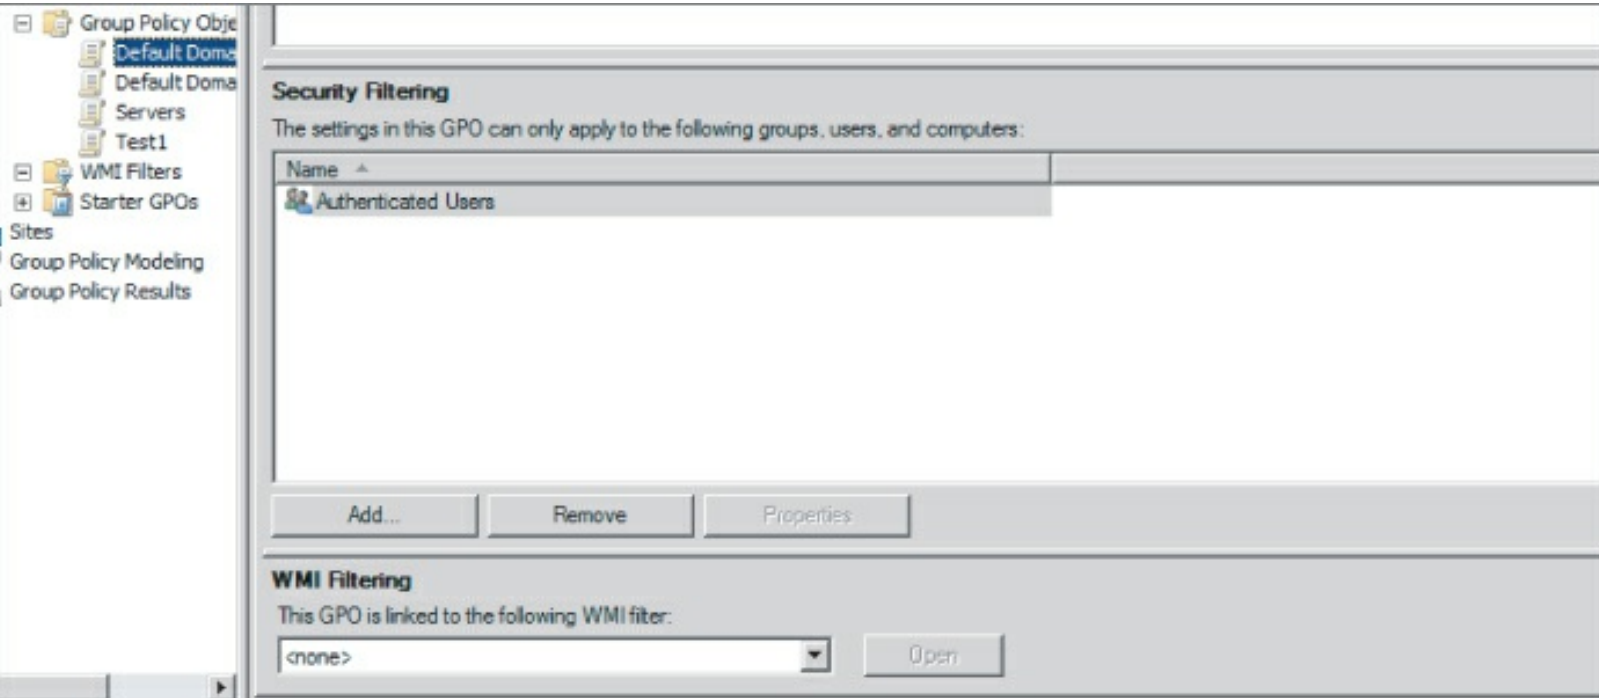 Group Policy Obje
Default Doma
Default Doma
Servers
Test1
WMI Filters
Starter GPOs
Sites
Group Policy Modeling
Group Policy Results
Security Filtering
The settings in this GPO can only apply to the following groups, users, and computers:
Name
Authenticated Users
Add...
Remove
Properties
WMI Filtering
This GPO is linked to the following WMI filter:
<none>
Open